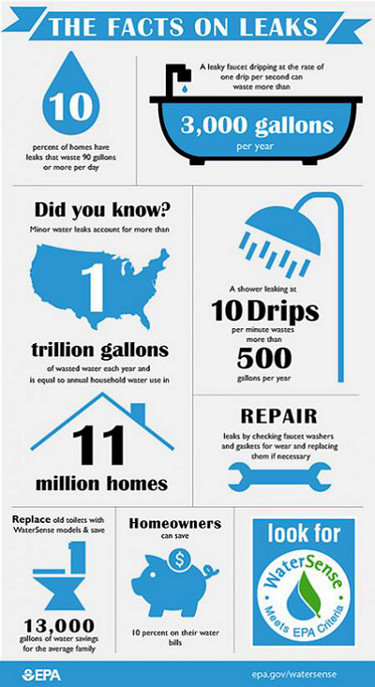 THE FACTS ON LEAKS
10
percent of homes have
leaks that waste 90 gallons
or more per day
A leaky faucet dripping at the rate of
one drip per second can
waste more than
3,000 gallons
per year
Did you know?
Minor water leaks account for more than
1
trillion gallons
of wasted water each year and
is equal to annual household water use in
11
million homes
A shower leaking at
10 Drips
per minute wastes
more than
500
gallons per year
REPAIR
leaks by checking faucet washers
and gaskets for wear and replacing
them if necessary
Replace old toilets with
WaterSense models & save
13,000
gallons of water savings
for the average family
Homeowners
can save
$
10 percent on their water
bills
look for
WaterSense
Meets EPA Criteria
EPA
epa.gov/watersense